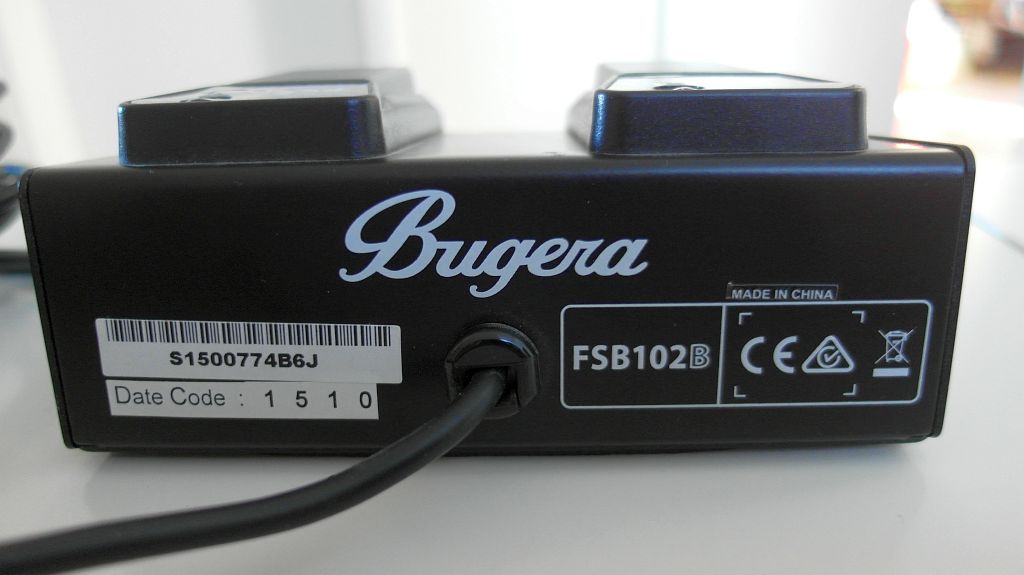 Bugera
MADE IN CHINA
S1500774B6J
Date Code : 1 5 1 0
FSB102B
CE